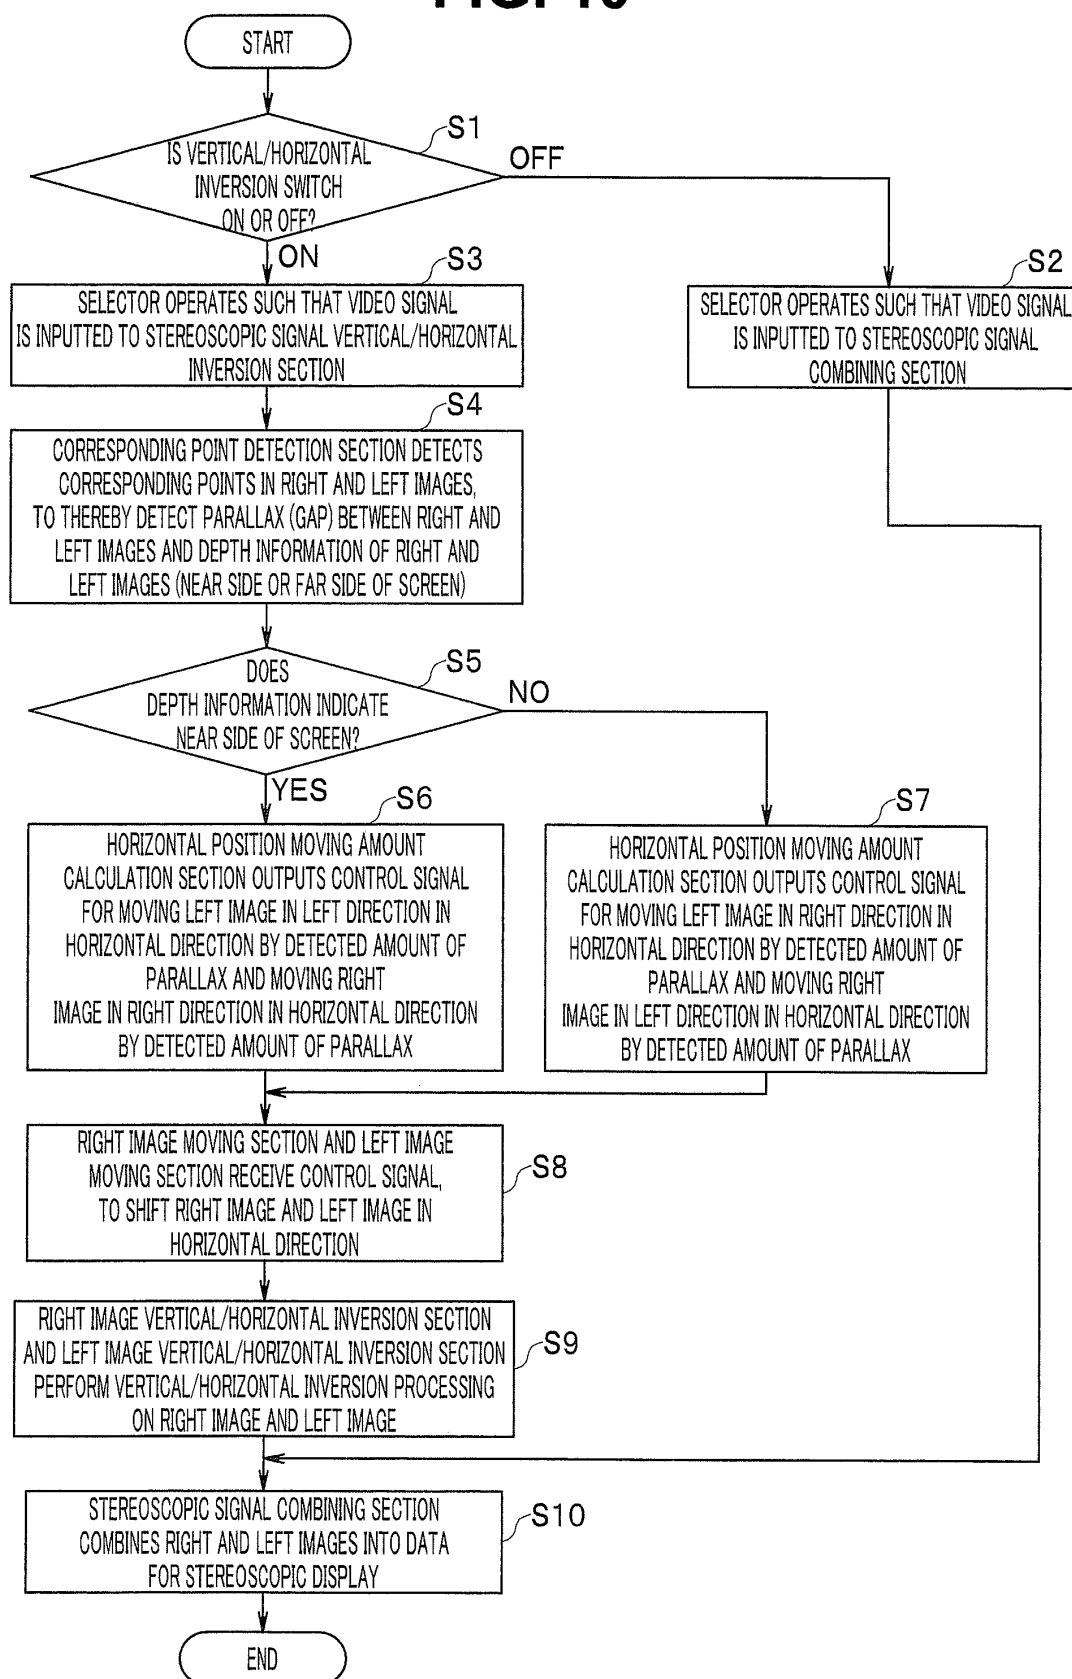 START
S1
IS VERTICAL/HORIZONTAL
INVERSION SWITCH
ON OR OFF?
OFF
ON
S3
SELECTOR OPERATES SUCH THAT VIDEO SIGNAL
IS INPUTTED TO STEREOSCOPIC SIGNAL VERTICAL/HORIZONTAL
INVERSION SECTION
S2
SELECTOR OPERATES SUCH THAT VIDEO SIGNAL
IS INPUTTED TO STEREOSCOPIC SIGNAL
COMBINING SECTION
S4
CORRESPONDING POINT DETECTION SECTION DETECTS
CORRESPONDING POINTS IN RIGHT AND LEFT IMAGES,
TO THEREBY DETECT PARALLAX (GAP) BETWEEN RIGHT AND
LEFT IMAGES AND DEPTH INFORMATION OF RIGHT AND
LEFT IMAGES (NEAR SIDE OR FAR SIDE OF SCREEN)
S5
DOES
DEPTH INFORMATION INDICATE
NEAR SIDE OF SCREEN?
NO
YES
S6
HORIZONTAL POSITION MOVING AMOUNT
CALCULATION SECTION OUTPUTS CONTROL SIGNAL
FOR MOVING LEFT IMAGE IN LEFT DIRECTION IN
HORIZONTAL DIRECTION BY DETECTED AMOUNT OF
PARALLAX AND MOVING RIGHT
IMAGE IN RIGHT DIRECTION IN HORIZONTAL DIRECTION
BY DETECTED AMOUNT OF PARALLAX
S7
HORIZONTAL POSITION MOVING AMOUNT
CALCULATION SECTION OUTPUTS CONTROL SIGNAL
FOR MOVING LEFT IMAGE IN RIGHT DIRECTION IN
HORIZONTAL DIRECTION BY DETECTED AMOUNT OF
PARALLAX AND MOVING RIGHT
IMAGE IN LEFT DIRECTION IN HORIZONTAL DIRECTION
BY DETECTED AMOUNT OF PARALLAX
RIGHT IMAGE MOVING SECTION AND LEFT IMAGE
MOVING SECTION RECEIVE CONTROL SIGNAL,
TO SHIFT RIGHT IMAGE AND LEFT IMAGE IN
HORIZONTAL DIRECTION
S8
RIGHT IMAGE VERTICAL/HORIZONTAL INVERSION SECTION
AND LEFT IMAGE VERTICAL/HORIZONTAL INVERSION SECTION
PERFORM VERTICAL/HORIZONTAL INVERSION PROCESSING
ON RIGHT IMAGE AND LEFT IMAGE
S9
STEREOSCOPIC SIGNAL COMBINING SECTION
COMBINES RIGHT AND LEFT IMAGES INTO DATA
FOR STEREOSCOPIC DISPLAY
S10
END